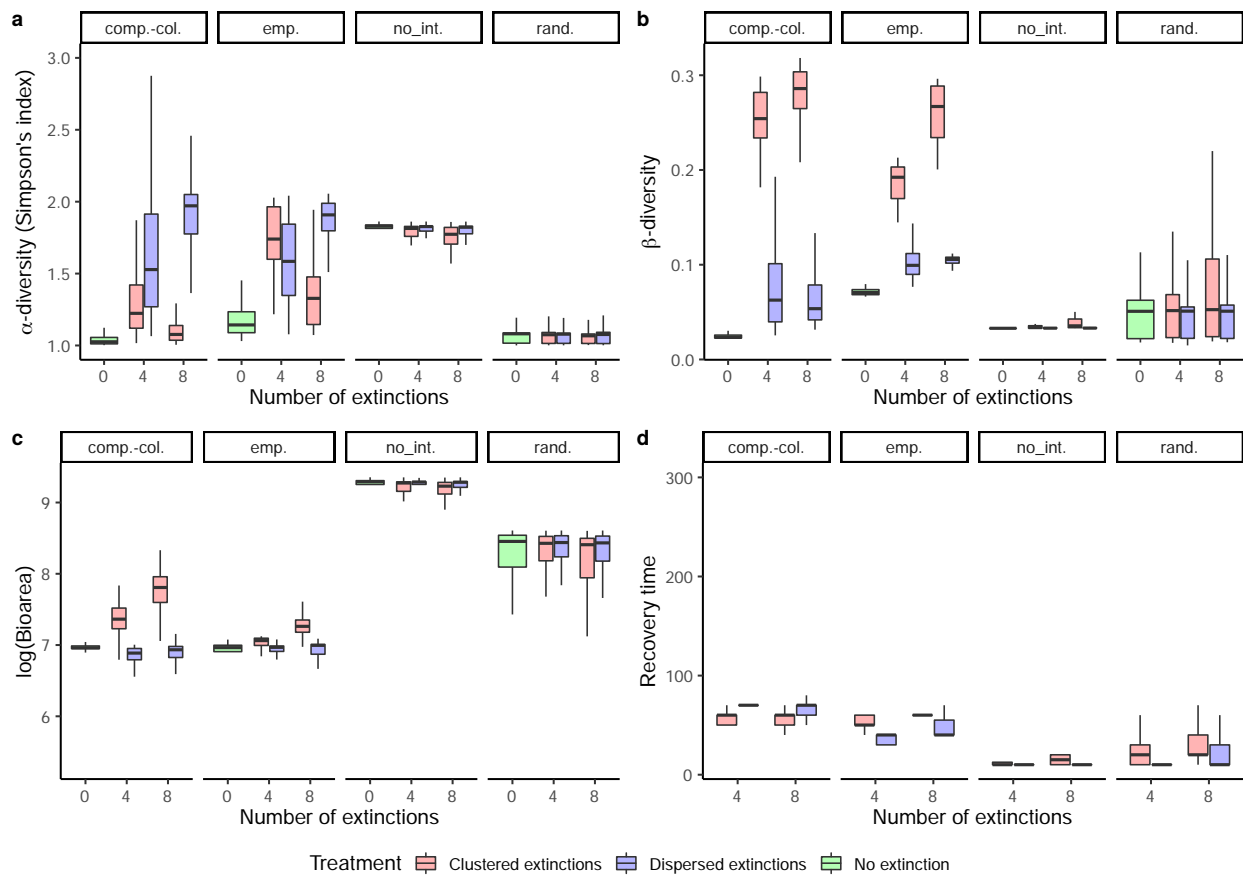 a
comp.-col. emp. no_int. rand.
α-diversity (Simpson's index)
3.0
2.5
2.0
1.5
1.0
0 4 8 0 4 8 0 4 8 0 4 8
Number of extinctions
b
comp.-col. emp. no_int. rand.
β-diversity
0.3
0.2
0.1
0.0
0 4 8 0 4 8 0 4 8 0 4 8
Number of extinctions
c
comp.-col. emp. no_int. rand.
log(Bioarea)
9
8
7
6
0 4 8 0 4 8 0 4 8 0 4 8
Number of extinctions
d
comp.-col. emp. no_int. rand.
Recovery time
300
200
100
0
4 8 4 8 4 8 4 8
Number of extinctions
Treatment Clustered extinctions Dispersed extinctions No extinction